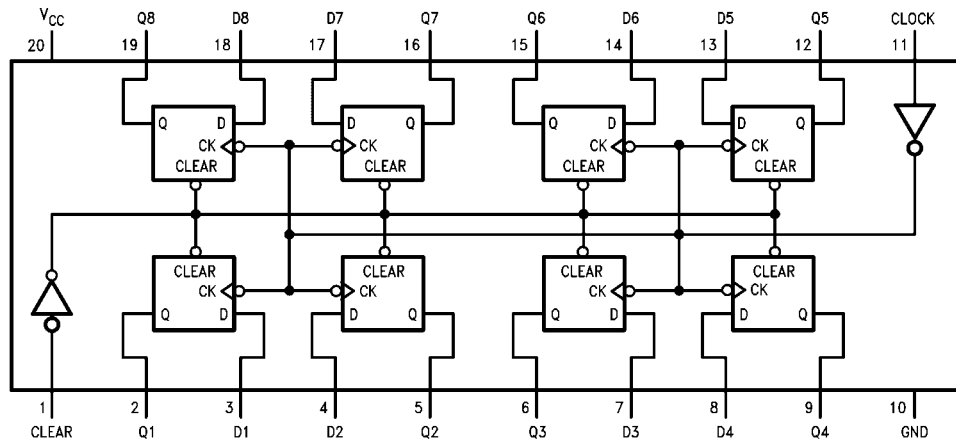 VCC Q8 D8 D7 Q7 Q6 D6 D5 Q5 CLOCK
20 19 18 17 16 15 14 13 12 11
Q D D Q Q D D Q
CK CK CK CK
CLEAR CLEAR CLEAR CLEAR
CLEAR CLEAR CLEAR CLEAR
CK CK CK CK
Q D D Q Q D D Q
1 2 3 4 5 6 7 8 9 10
CLEAR Q1 D1 D2 Q2 Q3 D3 D4 Q4 GND